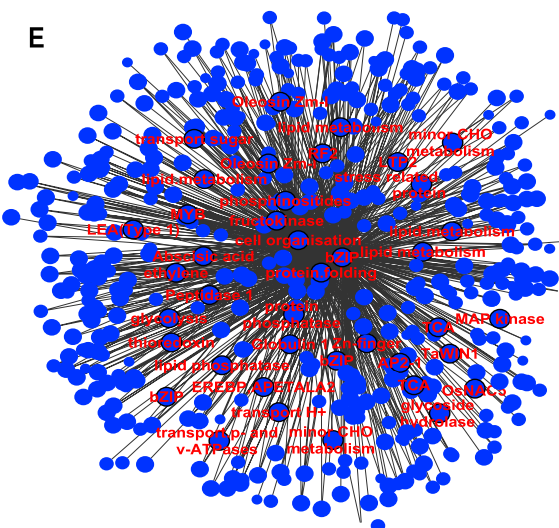 E
Oleosin Zm-I
lipid metabolism
transport sugar
minor CHO
metabolism
RF2
LTP2
Oleosin Zm-I
stress related
protein
lipid metabolism
phosphinositides
MYB
fructokinase
LEA(Type 1)
lipid metabolism
cell organisation
Abscisic acid
bZIP
lipid metabolism
ethylene
protein folding
Peptidase 1
protein
phosphatase
glycolysis
MAP kinase
TCA
thioredoxin
Globulin 1
Zn-finger
TaWIN1
bZIP
AP2-1
lipid phosphatase
EREBP APETALA2
TCA
OsNAC5
bZIP
glycoside
hydrolase
transport H+
transport p- and
v-ATPases
minor CHO
metabolism